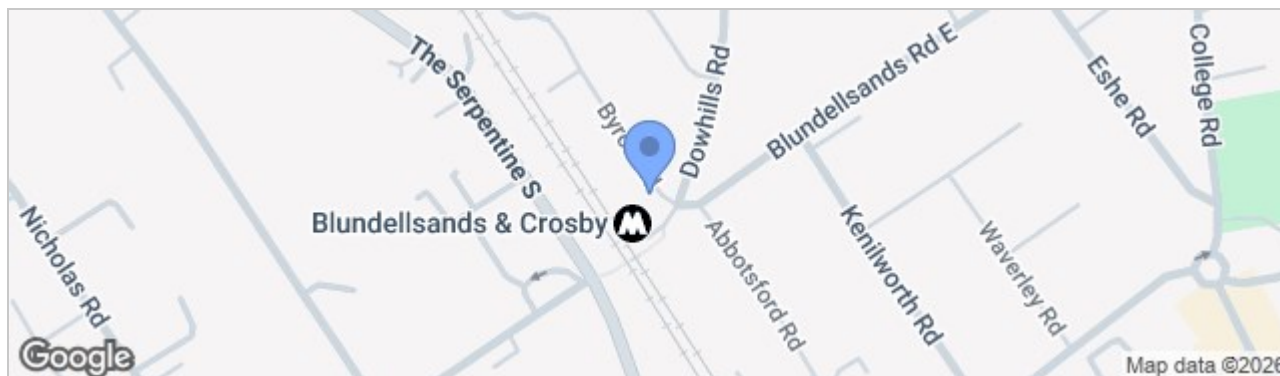 The Serpentine S
Byro
Dowhills Rd
Blundellsands Rd E
Eshe Rd
College Rd
Nicholas Rd
Blundellsands & Crosby
Abbotsford Rd
Kenilworth Rd
Waverley Rd
Google
Map data ©2026